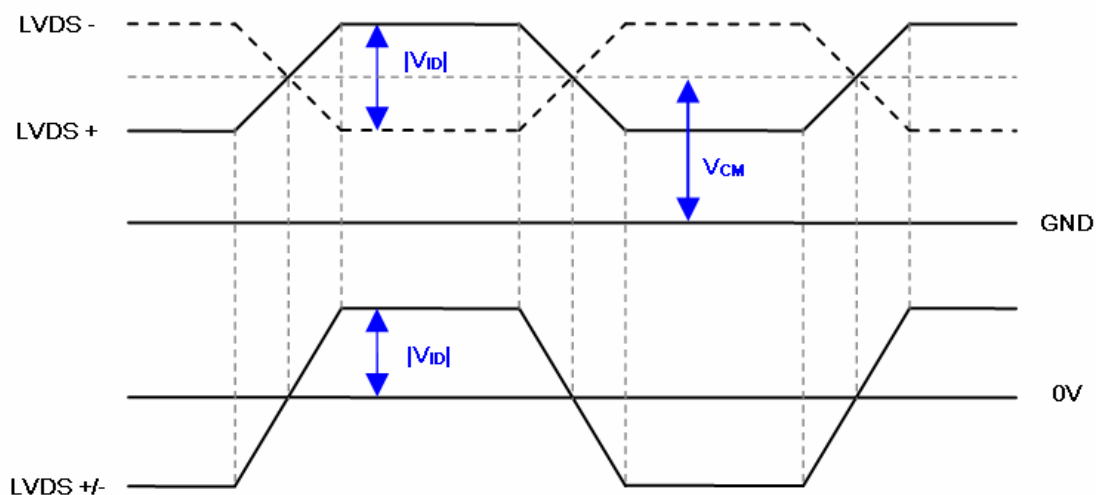 LVDS -
|VID|
LVDS +
VCM
GND
|VID|
0V
LVDS +/-